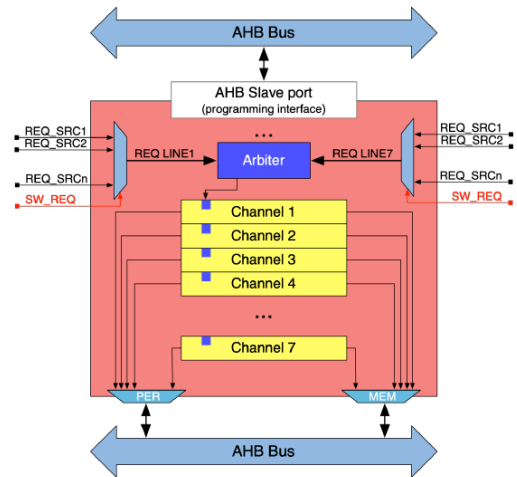 AHB Bus
AHB Slave port
(programming interface)
REQ_SRC1
REQ_SRC2
REQ_SRCn
SW_REQ
REQ LINE1
...
Arbiter
REQ LINE7
REQ_SRC1
REQ_SRC2
REQ_SRCn
SW_REQ
Channel 1
Channel 2
Channel 3
Channel 4
...
Channel 7
PER
MEM
AHB Bus